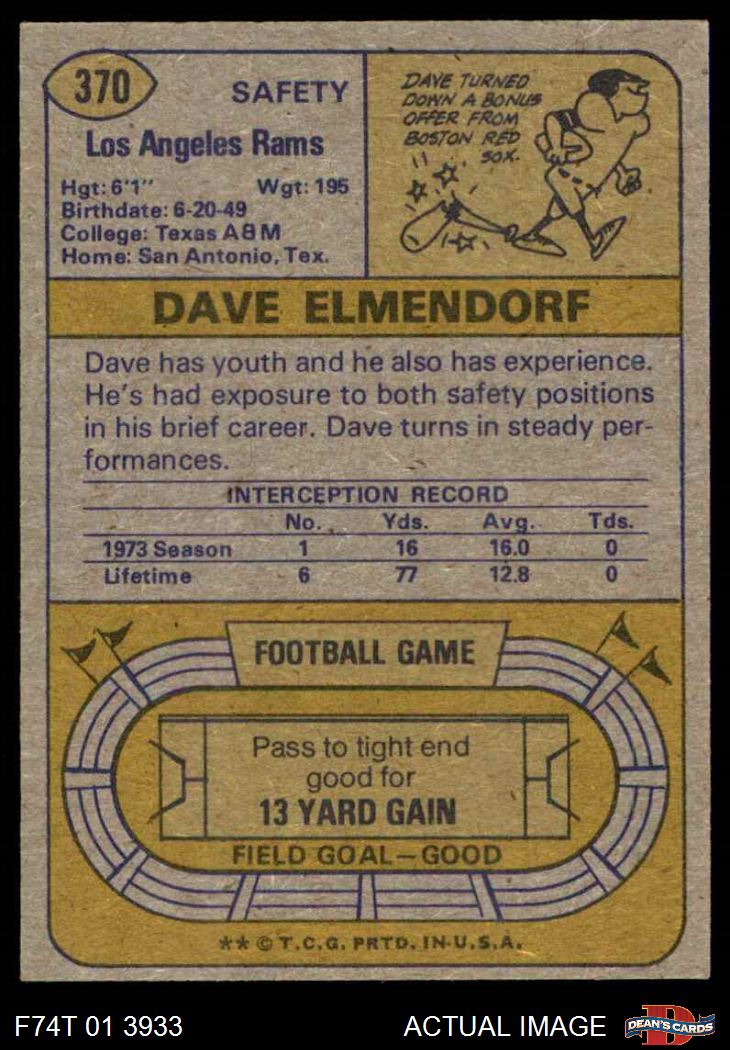 370
SAFETY
Los Angeles Rams
Hgt: 6'1" Wgt: 195
Birthdate: 6-20-49
College: Texas A&M
Home: San Antonio, Tex.
DAVE TURNED
DOWN A BONUS
OFFER FROM
BOSTON RED
SOX.
DAVE ELMENDORF
Dave has youth and he also has experience.
He's had exposure to both safety positions
in his brief career. Dave turns in steady per-
formances.
INTERCEPTION RECORD
No. Yds. Avg. Tds.
1973 Season 1 16 16.0 0
Lifetime 6 77 12.8 0
FOOTBALL GAME
Pass to tight end
good for
13 YARD GAIN
FIELD GOAL—GOOD
** © T.C.G. PRTD. IN U.S.A.
F74T 01 3933 ACTUAL IMAGE
D
DEAN'S CARDS